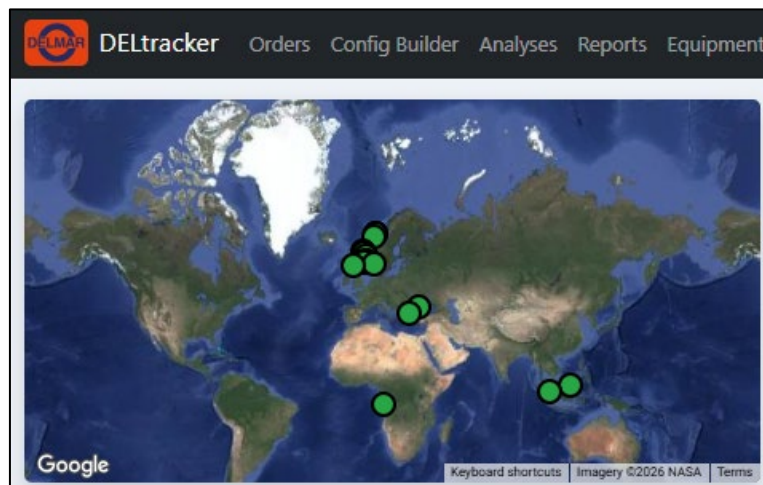 DELMAR DELtracker Orders Config Builder Analyses Reports Equipment
Google
Keyboard shortcuts Imagery ©2026 NASA Terms